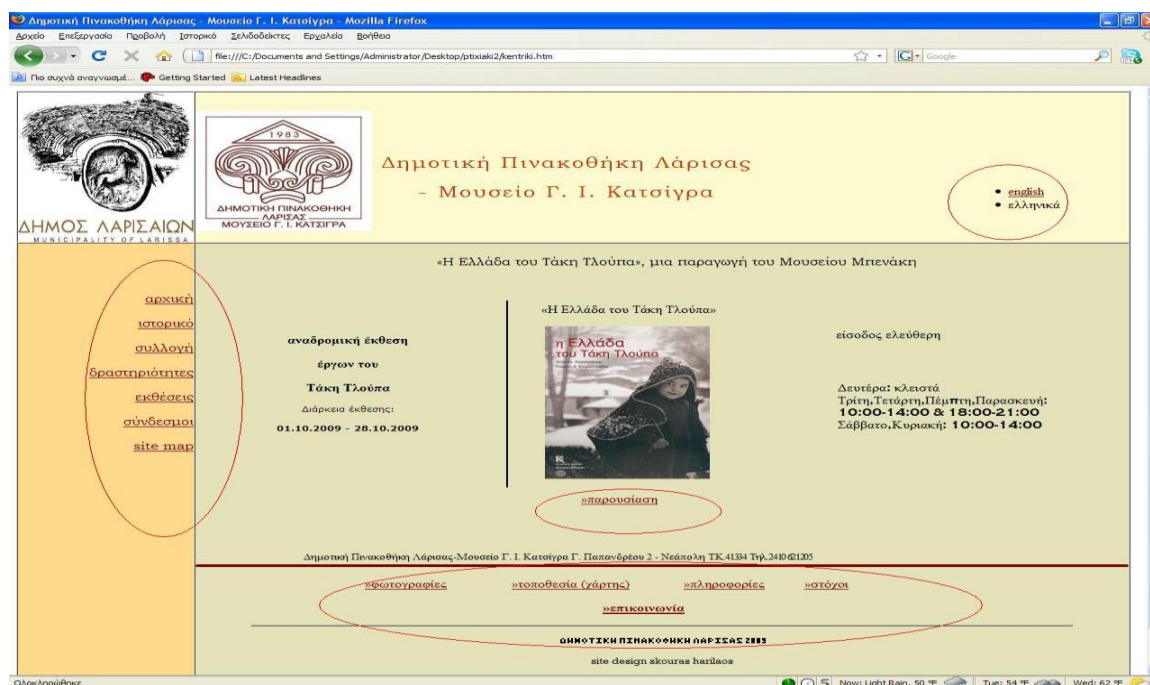 Δημοτική Πινακοθήκη Λάρισας - Μουσείο Γ. Ι. Κατσίγρα - Mozilla Firefox
Αρχείο Επεξεργασία Προβολή Ιστορικό Σελιδοδείκτες Εργαλεία Βοήθεια
file:///C:/Documents and Settings/Administrator/Desktop/ptixiaki2/kentriki.htm
Google
Πιο συχνά αναγνωσμέ... Getting Started Latest Headlines
ΔΗΜΟΣ ΛΑΡΙΣΑΙΩΝ
MUNICIPALITY OF LARISSA
1983
ΔΗΜΟΤΙΚΗ ΠΙΝΑΚΟΘΗΚΗ
ΛΑΡΙΣΑΣ
ΜΟΥΣΕΙΟ Γ. Ι. ΚΑΤΣΙΓΡΑ
Δημοτική Πινακοθήκη Λάρισας
- Μουσείο Γ. Ι. Κατσίγρα
english
ελληνικά
αρχική
ιστορικό
συλλογή
δραστηριότητες
εκθέσεις
σύνδεσμοι
site map
«Η Ελλάδα του Τάκη Τλούπα», μια παραγωγή του Μουσείου Μπενάκη
αναδρομική έκθεση
έργων του
Τάκη Τλούπα
Διάρκεια έκθεσης:
01.10.2009 - 28.10.2009
«Η Ελλάδα του Τάκη Τλούπα»
η Ελλάδα
του Τάκη Τλούπα
»παρουσίαση
είσοδος ελεύθερη
Δευτέρα: κλειστά
Τρίτη,Τετάρτη,Πέμπτη,Παρασκευή:
10:00-14:00 & 18:00-21:00
Σάββατο,Κυριακή: 10:00-14:00
Δημοτική Πινακοθήκη Λάρισας-Μουσείο Γ. Ι. Κατσίγρα Γ. Παπανδρέου 2 - Νεάπολη ΤΚ.41334 Τηλ.2410 621205
»φωτογραφίες »τοποθεσία (χάρτης) »πληροφορίες »στόχοι
»επικοινωνία
ΔΗΜΟΤΙΚΗ ΠΙΝΑΚΟΘΗΚΗ ΛΑΡΙΣΑΣ 2009
site design skouras harilaos
Ολοκληρώθηκε
Now: Light Rain, 50 °F Tue: 54 °F Wed: 62 °F